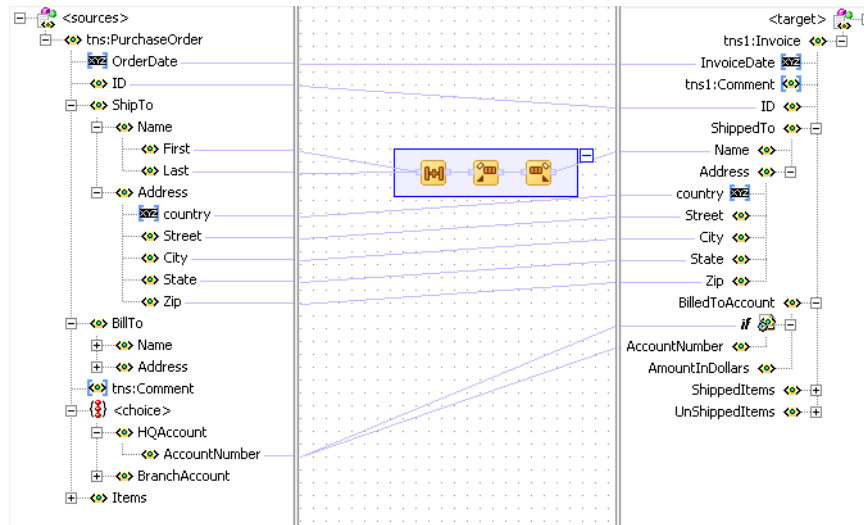 <sources>
tns:PurchaseOrder
OrderDate
ID
ShipTo
Name
First
Last
Address
country
Street
City
State
Zip
BillTo
Name
Address
tns:Comment
<choice>
HQAccount
AccountNumber
BranchAccount
Items
<target>
tns1:Invoice
InvoiceDate
tns1:Comment
ID
ShippedTo
Name
Address
country
Street
City
State
Zip
BilledToAccount
if
AccountNumber
AmountInDollars
ShippedItems
UnShippedItems